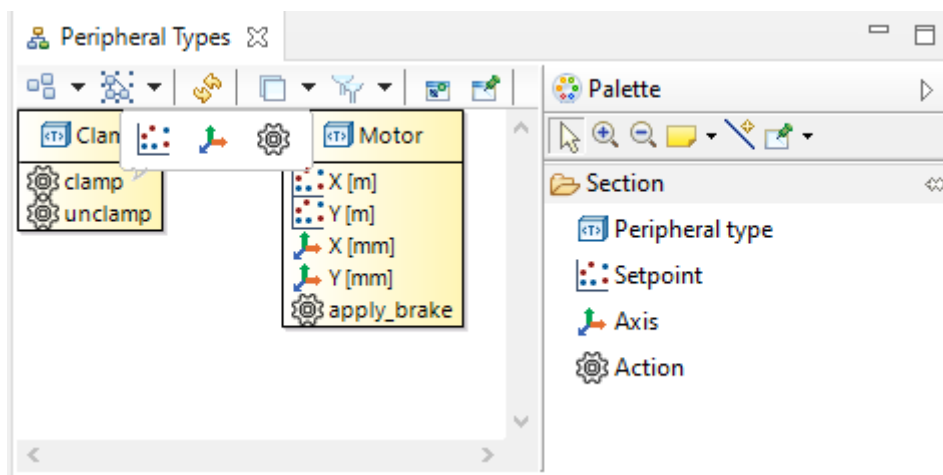 Peripheral Types
Palette
Clam
Motor
clamp
unclamp
X [m]
Y [m]
X [mm]
Y [mm]
apply_brake
Section
Peripheral type
Setpoint
Axis
Action